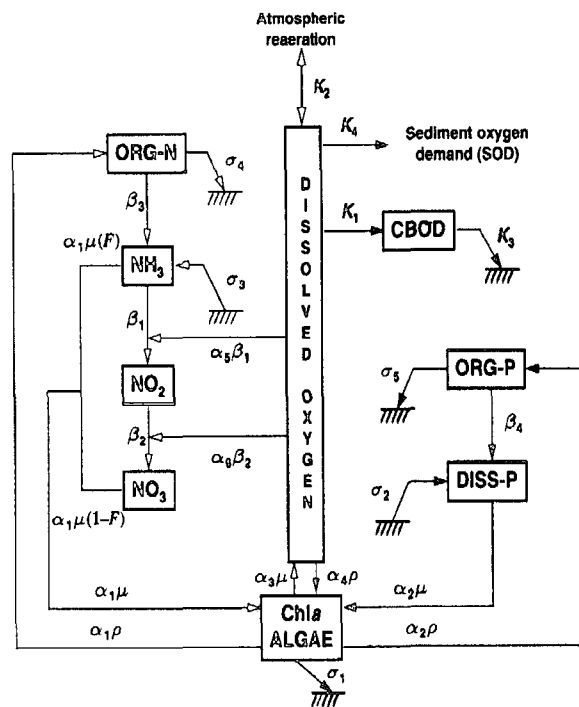 Atmospheric
reaeration
K₂
K₄
Sediment oxygen
demand (SOD)
ORG-N
σ₄
β₃
K₁
CBOD
K₃
α₁μ(F)
NH₃
σ₃
β₁
α₅β₁
NO₂
β₂
α₆β₂
NO₃
α₁μ(1–F)
DISSOLVED OXYGEN
σ₅
ORG-P
β₄
σ₂
DISS-P
α₃μ
α₄ρ
α₁μ
α₂μ
Chla
ALGAE
α₁ρ
α₂ρ
σ₁